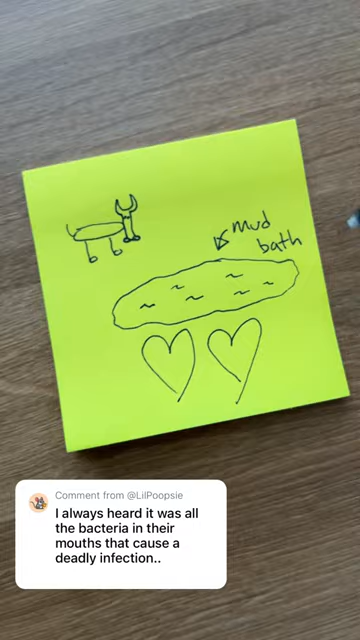 mud
bath
Comment from @LilPoopsie
I always heard it was all
the bacteria in their
mouths that cause a
deadly infection..